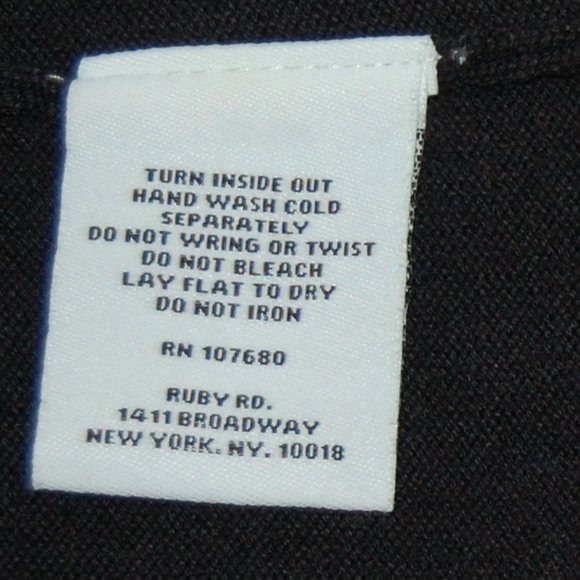 TURN INSIDE OUT
HAND WASH COLD
SEPARATELY
DO NOT WRING OR TWIST
DO NOT BLEACH
LAY FLAT TO DRY
DO NOT IRON
RN 107680
RUBY RD.
1411 BROADWAY
NEW YORK. NY. 10018